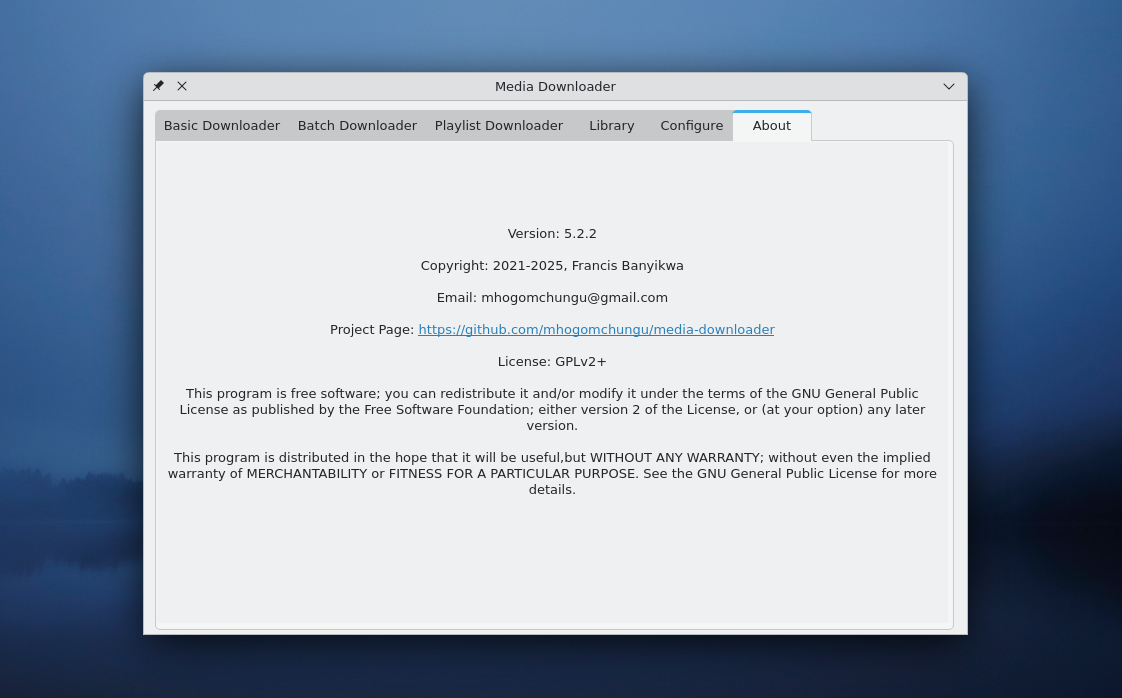 Media Downloader
Basic Downloader Batch Downloader Playlist Downloader Library Configure About
Version: 5.2.2
Copyright: 2021-2025, Francis Banyikwa
Email: mhogomchungu@gmail.com
Project Page: https://github.com/mhogomchungu/media-downloader
License: GPLv2+
This program is free software; you can redistribute it and/or modify it under the terms of the GNU General Public
License as published by the Free Software Foundation; either version 2 of the License, or (at your option) any later
version.
This program is distributed in the hope that it will be useful,but WITHOUT ANY WARRANTY; without even the implied
warranty of MERCHANTABILITY or FITNESS FOR A PARTICULAR PURPOSE. See the GNU General Public License for more
details.